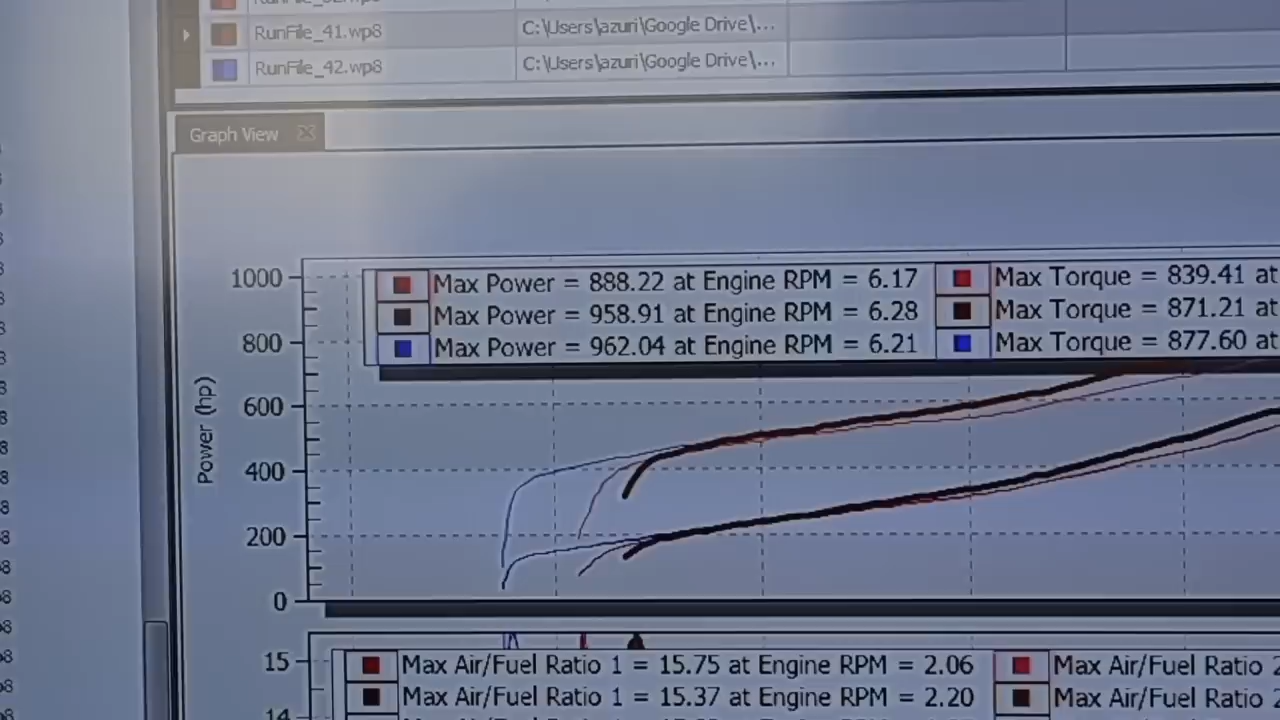 RunFile_41.wp8 C:\Users\azuri\Google Drive\...
RunFile_42.wp8 C:\Users\azuri\Google Drive\...
Graph View
Max Power = 888.22 at Engine RPM = 6.17 Max Torque = 839.41 at
Max Power = 958.91 at Engine RPM = 6.28 Max Torque = 871.21 at
Max Power = 962.04 at Engine RPM = 6.21 Max Torque = 877.60 at
Power (hp)
1000
800
600
400
200
0
15
14
Max Air/Fuel Ratio 1 = 15.75 at Engine RPM = 2.06 Max Air/Fuel Ratio 2
Max Air/Fuel Ratio 1 = 15.37 at Engine RPM = 2.20 Max Air/Fuel Ratio 2